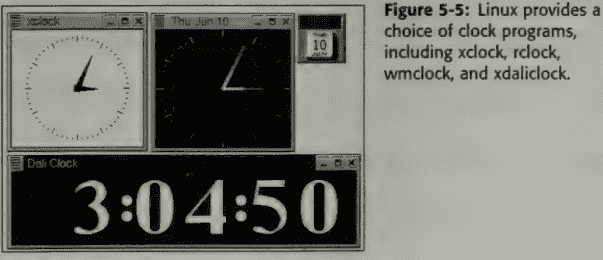 xclock
Thu Jun 10
10
JUN
Dali Clock
3:04:50
Figure 5-5: Linux provides a
choice of clock programs,
including xclock, rclock,
wmclock, and xdaliclock.